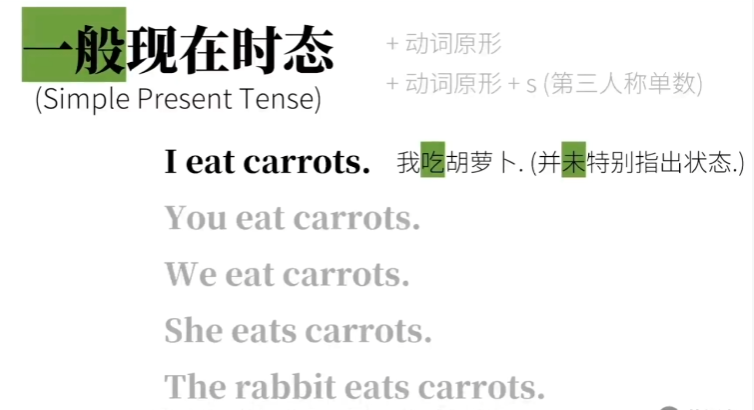 一般现在时态
+ 动词原形
+ 动词原形 + s (第三人称单数)
(Simple Present Tense)
I eat carrots. 我吃胡萝卜. (并未特别指出状态.)
You eat carrots.
We eat carrots.
She eats carrots.
The rabbit eats carrots.